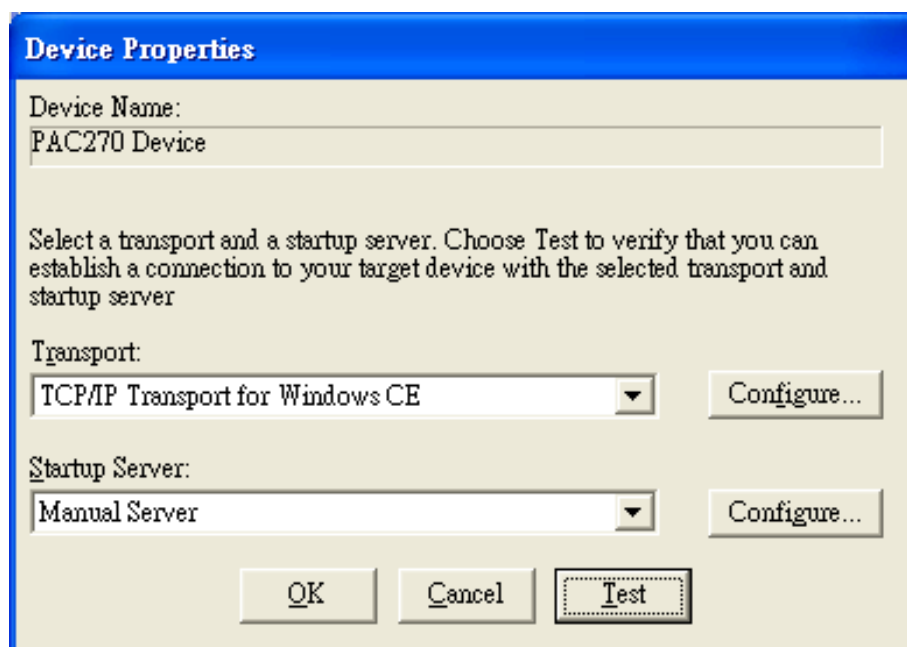 Device Properties
Device Name:
PAC270 Device
Select a transport and a startup server. Choose Test to verify that you can
establish a connection to your target device with the selected transport and
startup server
Transport:
TCP/IP Transport for Windows CE
Configure...
Startup Server:
Manual Server
Configure...
OK
Cancel
Test